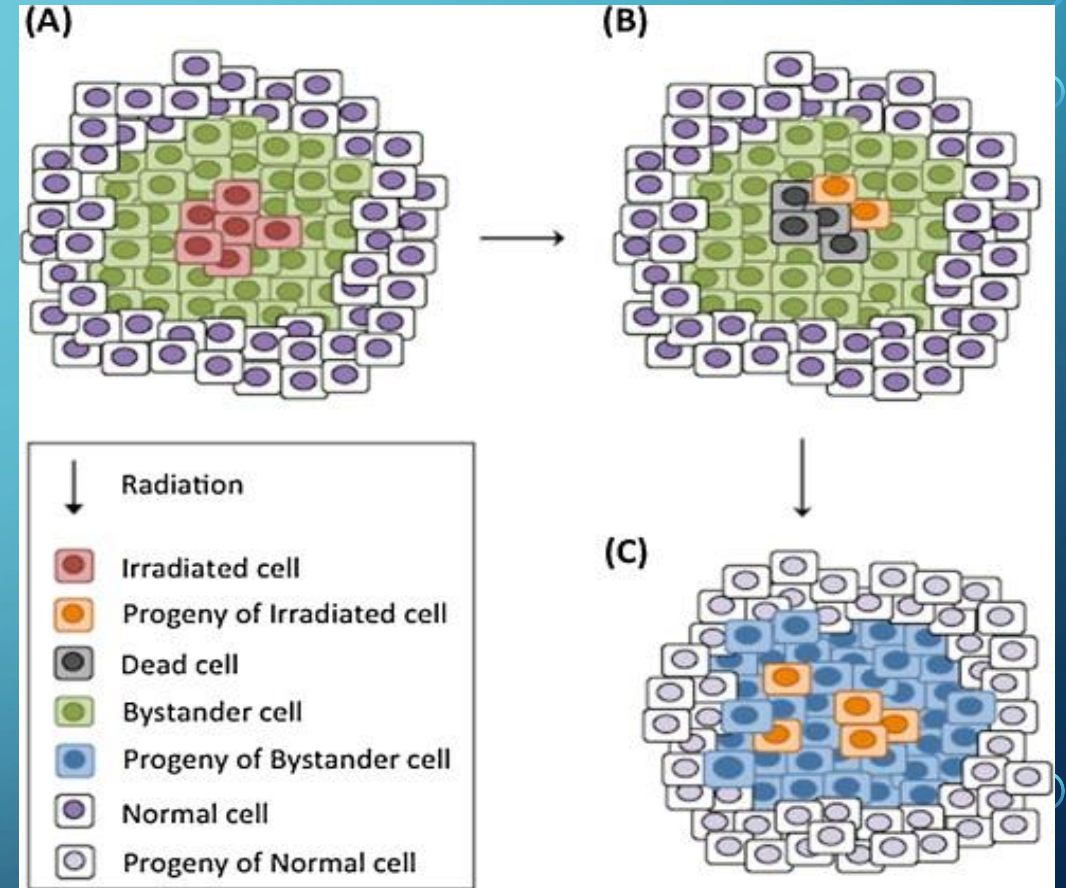 (A)
(B)
Radiation
Irradiated cell
Progeny of Irradiated cell
Dead cell
Bystander cell
Progeny of Bystander cell
Normal cell
Progeny of Normal cell
(C)